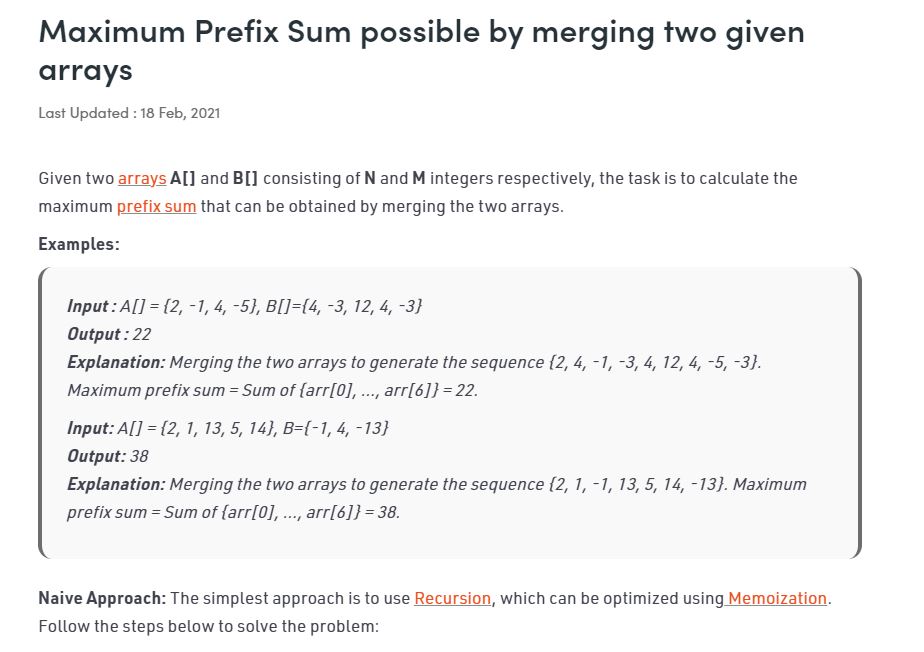 Maximum Prefix Sum possible by merging two given
arrays
Last Updated : 18 Feb, 2021
Given two arrays A[] and B[] consisting of N and M integers respectively, the task is to calculate the
maximum prefix sum that can be obtained by merging the two arrays.
Examples:
Input : A[] = {2, -1, 4, -5}, B[]={4, -3, 12, 4, -3}
Output : 22
Explanation: Merging the two arrays to generate the sequence {2, 4, -1, -3, 4, 12, 4, -5, -3}.
Maximum prefix sum = Sum of {arr[0], ..., arr[6]} = 22.
Input: A[] = {2, 1, 13, 5, 14}, B={-1, 4, -13}
Output: 38
Explanation: Merging the two arrays to generate the sequence {2, 1, -1, 13, 5, 14, -13}. Maximum
prefix sum = Sum of {arr[0], ..., arr[6]} = 38.
Naive Approach: The simplest approach is to use Recursion, which can be optimized using Memoization.
Follow the steps below to solve the problem: